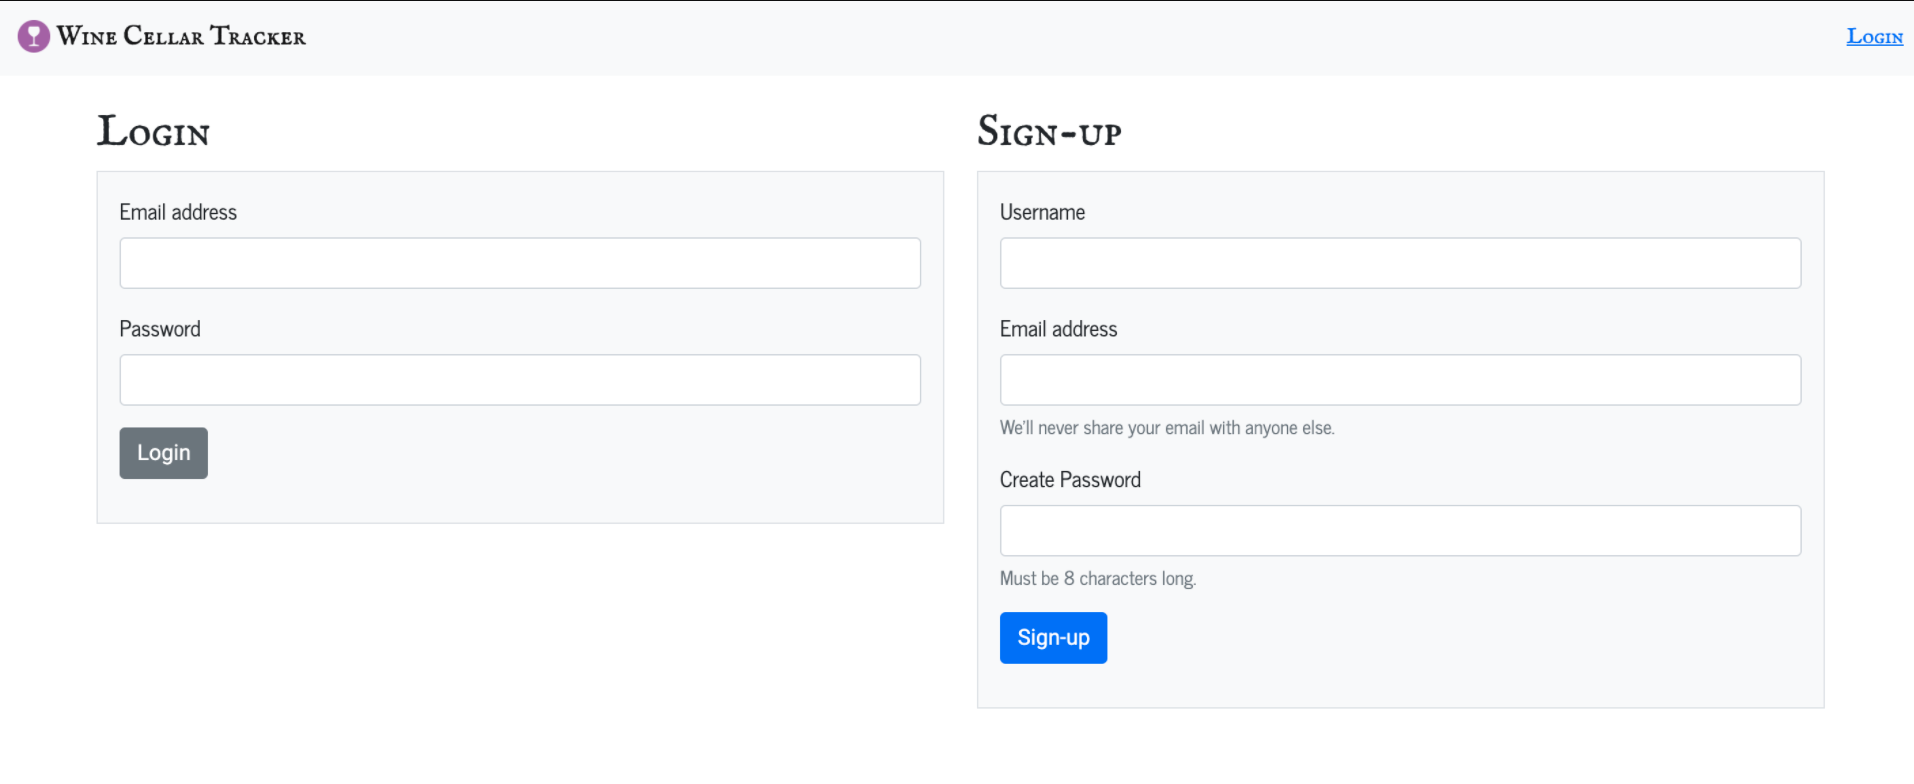 Wine Cellar Tracker
Login
Login
Email address
Password
Login
Sign-up
Username
Email address
We'll never share your email with anyone else.
Create Password
Must be 8 characters long.
Sign-up